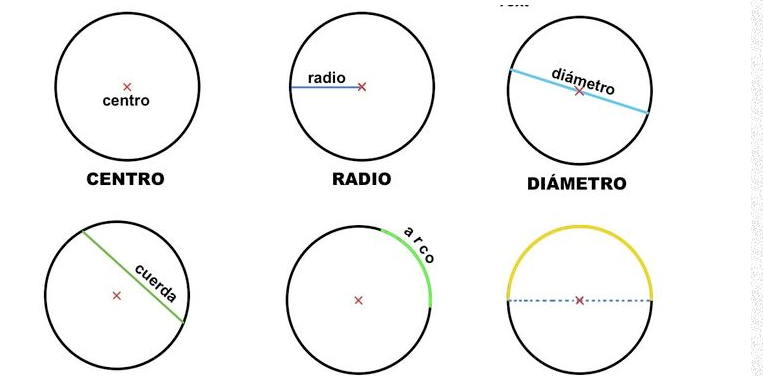 centro
radio
diámetro
CENTRO
RADIO
DIÁMETRO
cuerda
arco